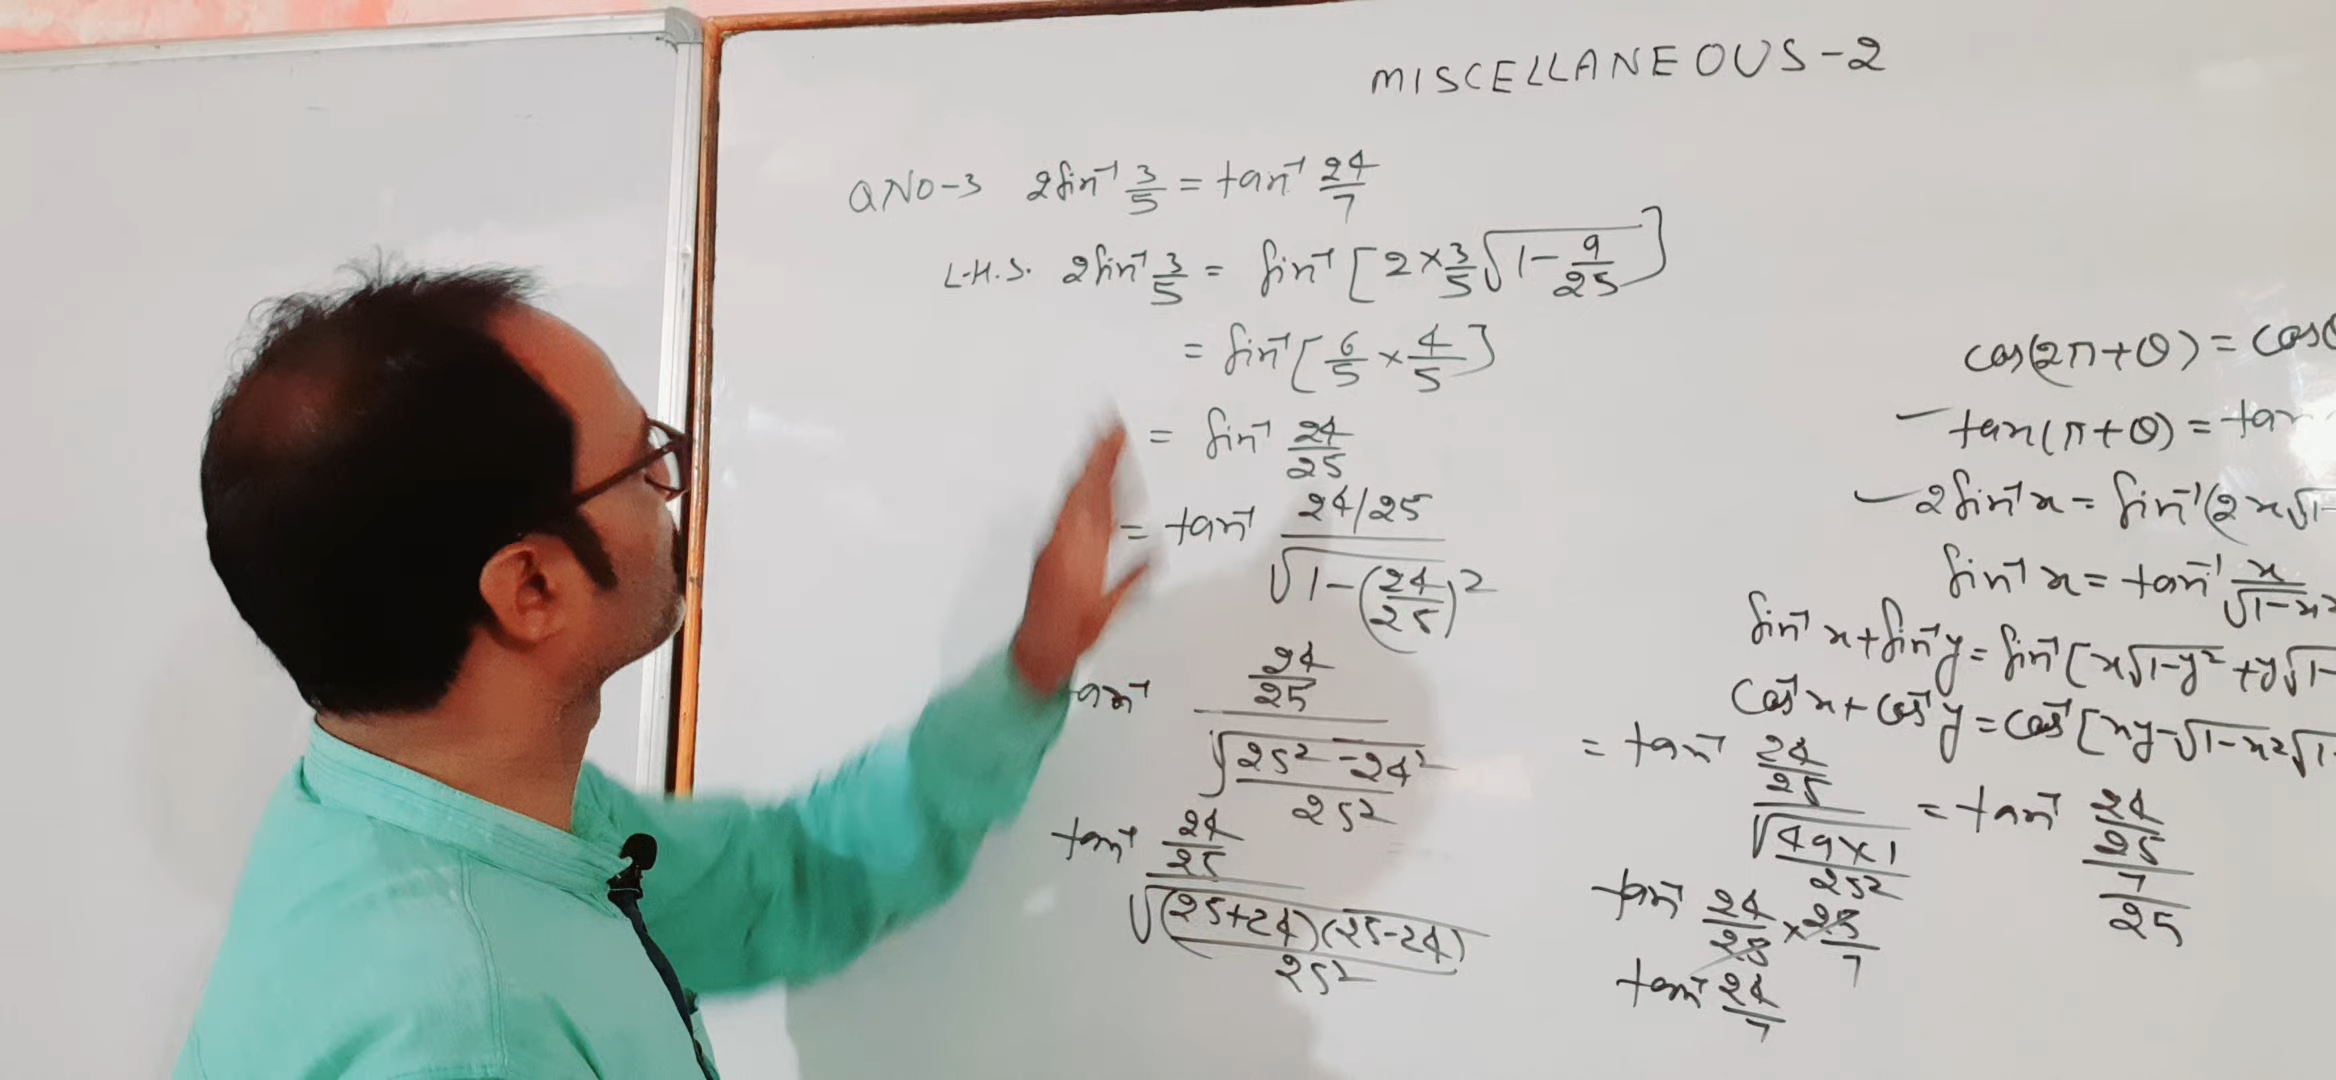 MISCELLANEOUS-2
QNO-3 2sin⁻¹ 3/5 = tan⁻¹ 24/7
L.H.S. 2sin⁻¹ 3/5 = sin⁻¹ [2×3/5 √(1-9/25)]
= sin⁻¹ [6/5 × 4/5]
= sin⁻¹ 24/25
= tan⁻¹ (24/25)/√(1-(24/25)²)
an⁻¹ (24/25)/√((25²-24²)/25²)
tan⁻¹ (24/25)/√((25+24)(25-24)/25²)
cos(2π+θ) = cos
tan(π+θ) = tan
2sin⁻¹x = sin⁻¹(2x√1-
sin⁻¹x = tan⁻¹ x/√1-x²
sin⁻¹x + sin⁻¹y = sin⁻¹[x√1-y² + y√1-
cos⁻¹x + cos⁻¹y = cos⁻¹[xy-√1-x²√1-
= tan⁻¹ (24/25)/√(49×1/25²) = tan⁻¹ (24/25)/(7/25)
tan⁻¹ 24/25 × 25/7
tan⁻¹ 24/7